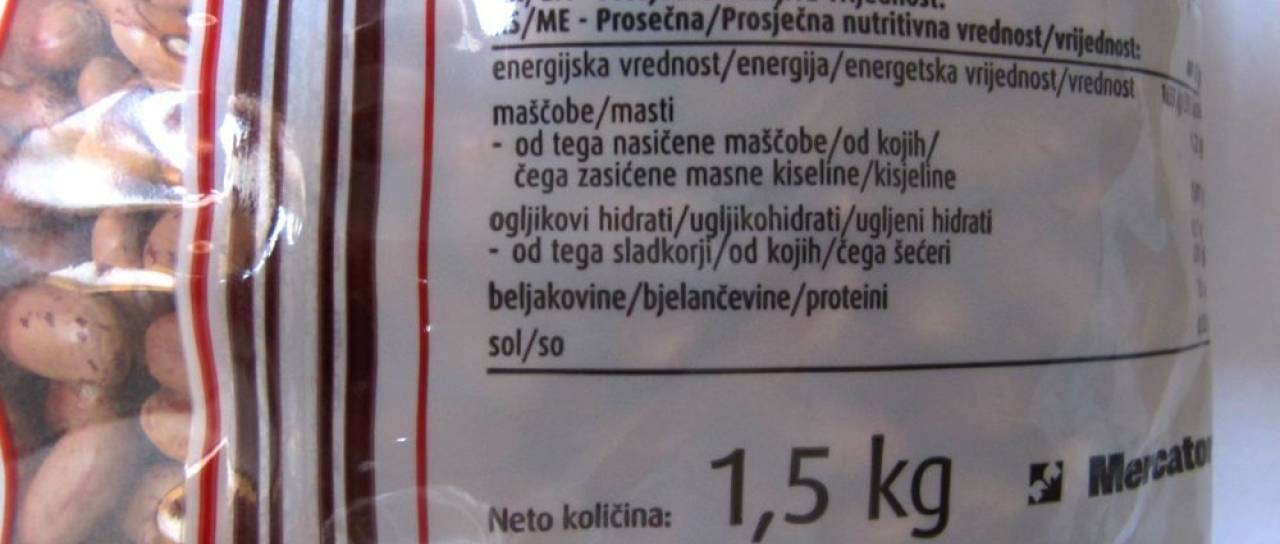 /ME - Prosečna/Prosječna nutritivna vrednost/vrijednost:
energijska vrednost/energija/energetska vrijednost/vrednost
maščobe/masti
- od tega nasičene maščobe/od kojih/
čega zasićene masne kiseline/kisjeline
ogljikovi hidrati/ugljikohidrati/ugljeni hidrati
- od tega sladkorji/od kojih/čega šećeri
beljakovine/bjelančevine/proteini
sol/so
Neto količina: 1,5 kg
Mercator